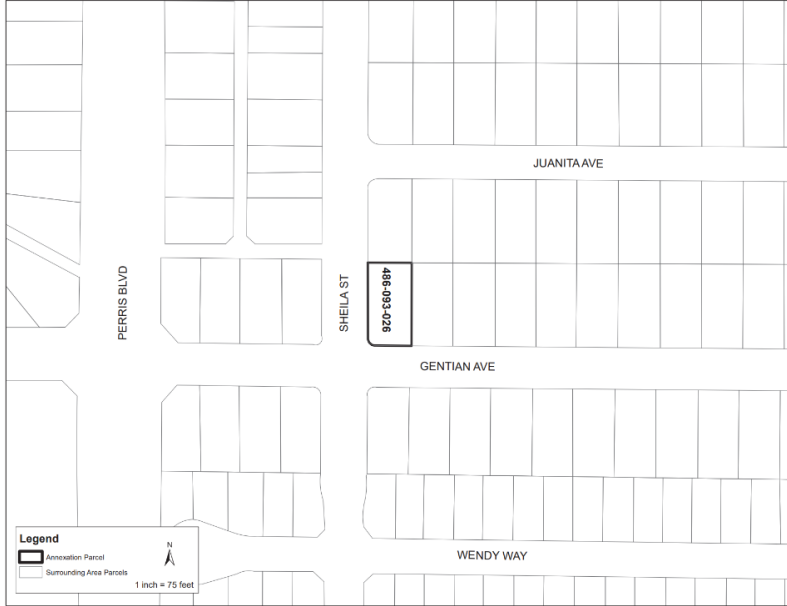 JUANITA AVE
PERRIS BLVD
SHEILA ST
486-093-026
GENTIAN AVE
WENDY WAY
Legend
Annexation Parcel
Surrounding Area Parcels
N
1 inch = 75 feet